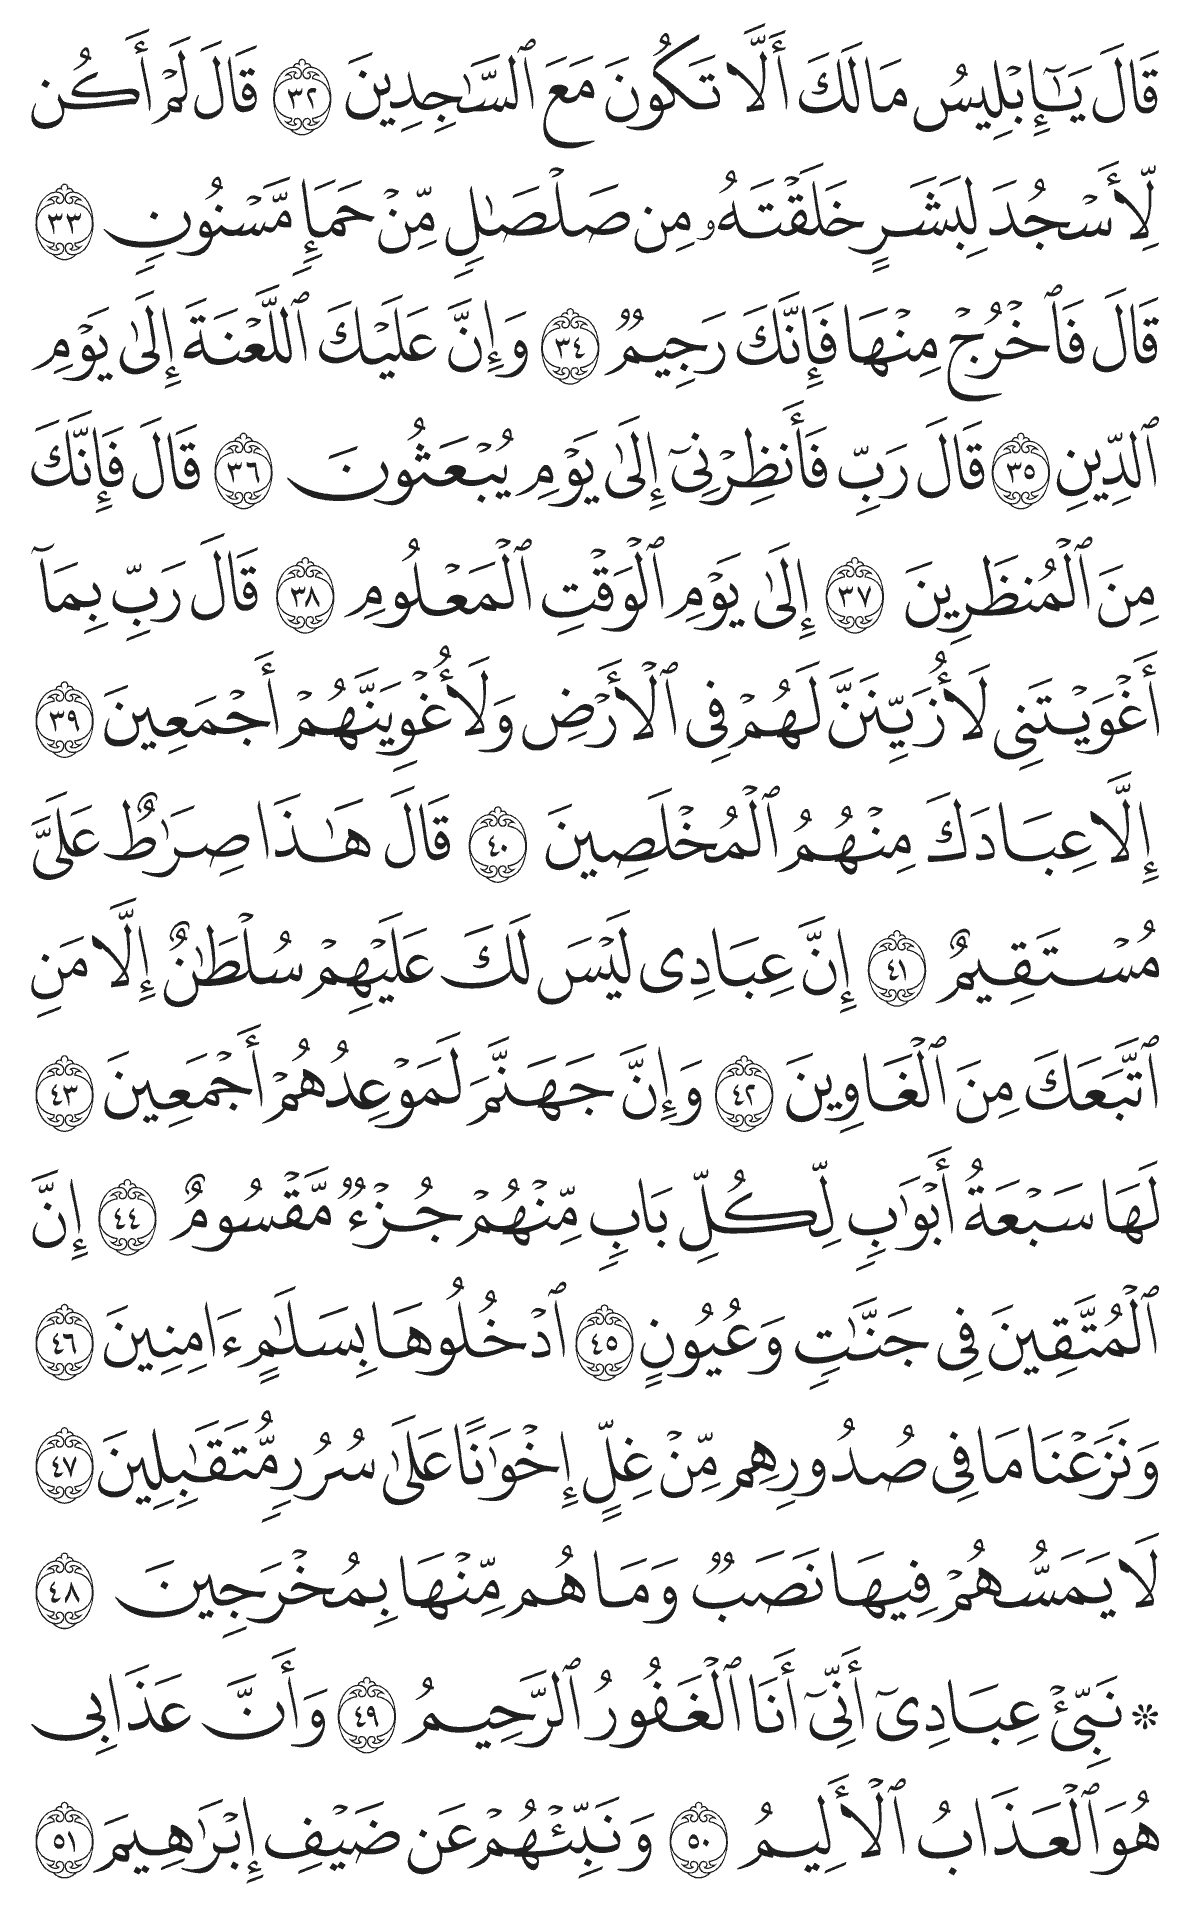 قَالَ يَـٰٓإِبۡلِيسُ مَا لَكَ أَلَّا تَكُونَ مَعَ ٱلسَّـٰجِدِينَ ٣٢ قَالَ لَمۡ أَكُن
لِّأَسۡجُدَ لِبَشَرٍ خَلَقۡتَهُۥ مِن صَلۡصَـٰلٍ مِّنۡ حَمَإٍ مَّسۡنُونٍ ٣٣
قَالَ فَٱخۡرُجۡ مِنۡهَا فَإِنَّكَ رَجِيمٌ ٣٤ وَإِنَّ عَلَيۡكَ ٱللَّعۡنَةَ إِلَىٰ يَوۡمِ
ٱلدِّينِ ٣٥ قَالَ رَبِّ فَأَنظِرۡنِىٓ إِلَىٰ يَوۡمِ يُبۡعَثُونَ ٣٦ قَالَ فَإِنَّكَ
مِنَ ٱلۡمُنظَرِينَ ٣٧ إِلَىٰ يَوۡمِ ٱلۡوَقۡتِ ٱلۡمَعۡلُومِ ٣٨ قَالَ رَبِّ بِمَآ
أَغۡوَيۡتَنِى لَأُزَيِّنَنَّ لَهُمۡ فِى ٱلۡأَرۡضِ وَلَأُغۡوِيَنَّهُمۡ أَجۡمَعِينَ ٣٩
إِلَّا عِبَادَكَ مِنۡهُمُ ٱلۡمُخۡلَصِينَ ٤٠ قَالَ هَـٰذَا صِرَٰطٌ عَلَىَّ
مُسۡتَقِيمٌ ٤١ إِنَّ عِبَادِى لَيۡسَ لَكَ عَلَيۡهِمۡ سُلۡطَـٰنٌ إِلَّا مَنِ
ٱتَّبَعَكَ مِنَ ٱلۡغَاوِينَ ٤٢ وَإِنَّ جَهَنَّمَ لَمَوۡعِدُهُمۡ أَجۡمَعِينَ ٤٣
لَهَا سَبۡعَةُ أَبۡوَٰبٍ لِّكُلِّ بَابٍ مِّنۡهُمۡ جُزۡءٌ مَّقۡسُومٌ ٤٤ إِنَّ
ٱلۡمُتَّقِينَ فِى جَنَّـٰتٍ وَعُيُونٍ ٤٥ ٱدۡخُلُوهَا بِسَلَـٰمٍ ءَامِنِينَ ٤٦
وَنَزَعۡنَا مَا فِى صُدُورِهِم مِّنۡ غِلٍّ إِخۡوَٰنًا عَلَىٰ سُرُرٍ مُّتَقَـٰبِلِينَ ٤٧
لَا يَمَسُّهُمۡ فِيهَا نَصَبٌ وَمَا هُم مِّنۡهَا بِمُخۡرَجِينَ ٤٨
۞ نَبِّئۡ عِبَادِىٓ أَنِّىٓ أَنَا ٱلۡغَفُورُ ٱلرَّحِيمُ ٤٩ وَأَنَّ عَذَابِى
هُوَ ٱلۡعَذَابُ ٱلۡأَلِيمُ ٥٠ وَنَبِّئۡهُمۡ عَن ضَيۡفِ إِبۡرَٰهِيمَ ٥١